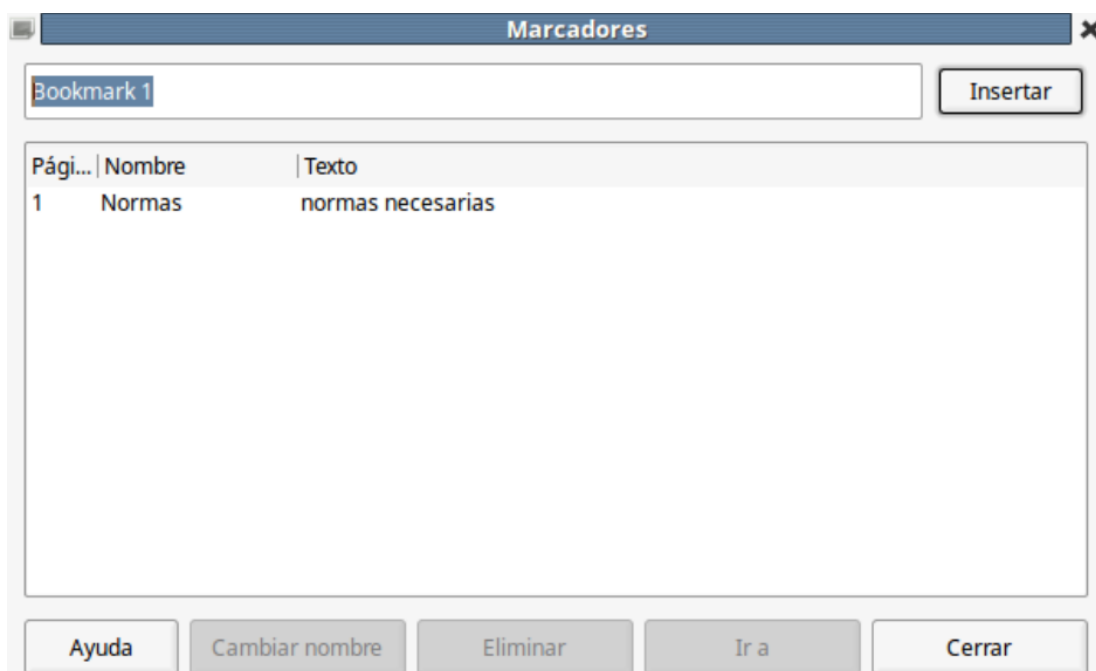 Marcadores
Bookmark 1
Insertar
Pági... Nombre Texto
1 Normas normas necesarias
Ayuda Cambiar nombre Eliminar Ir a Cerrar